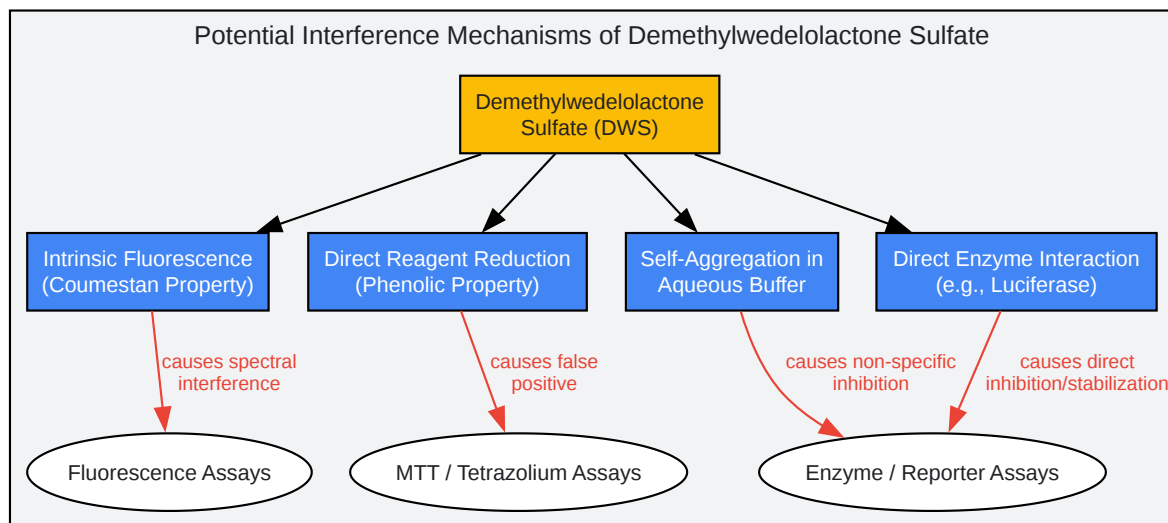 Potential Interference Mechanisms of Demethylwedelolactone Sulfate
Demethylwedelolactone
Sulfate (DWS)
Intrinsic Fluorescence
(Coumestan Property)
Direct Reagent Reduction
(Phenolic Property)
Self-Aggregation in
Aqueous Buffer
Direct Enzyme Interaction
(e.g., Luciferase)
causes spectral
interference
causes false
positive
causes non-specific
inhibition
causes direct
inhibition/stabilization
Fluorescence Assays
MTT / Tetrazolium Assays
Enzyme / Reporter Assays